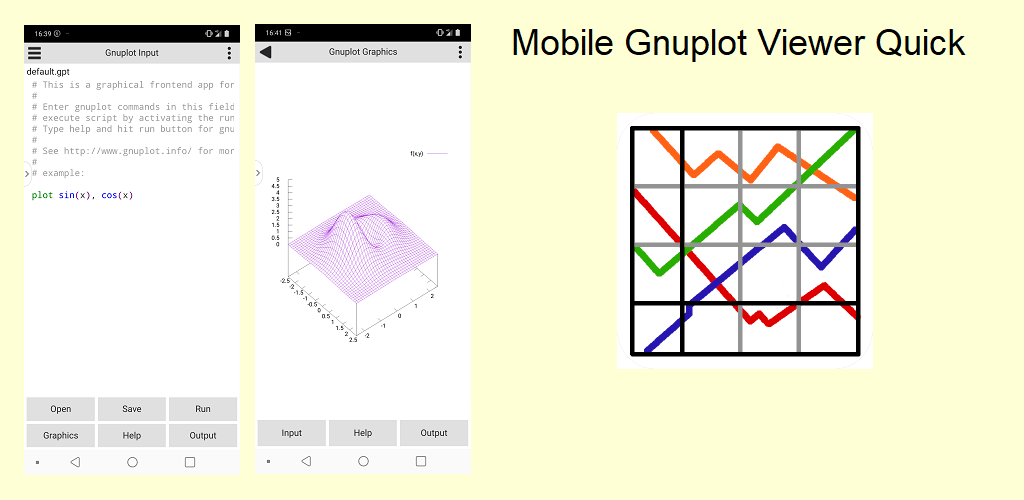 16:39
Gnuplot Input
default.gpt
# This is a graphical frontend app for
#
# Enter gnuplot commands in this field
# execute script by activating the run
# Type help and hit run button for gnu
#
# See http://www.gnuplot.info/ for mor
#
# example:
plot sin(x), cos(x)
Open Save Run
Graphics Help Output
16:41
Gnuplot Graphics
f(x,y)
5
4.5
4
3.5
3
2.5
2
1.5
1
0.5
0
-2.5
-2
-1.5
-1
-0.5
0
0.5
1
1.5
2
2.5
-2
-1
0
1
2
Input Help Output
Mobile Gnuplot Viewer Quick